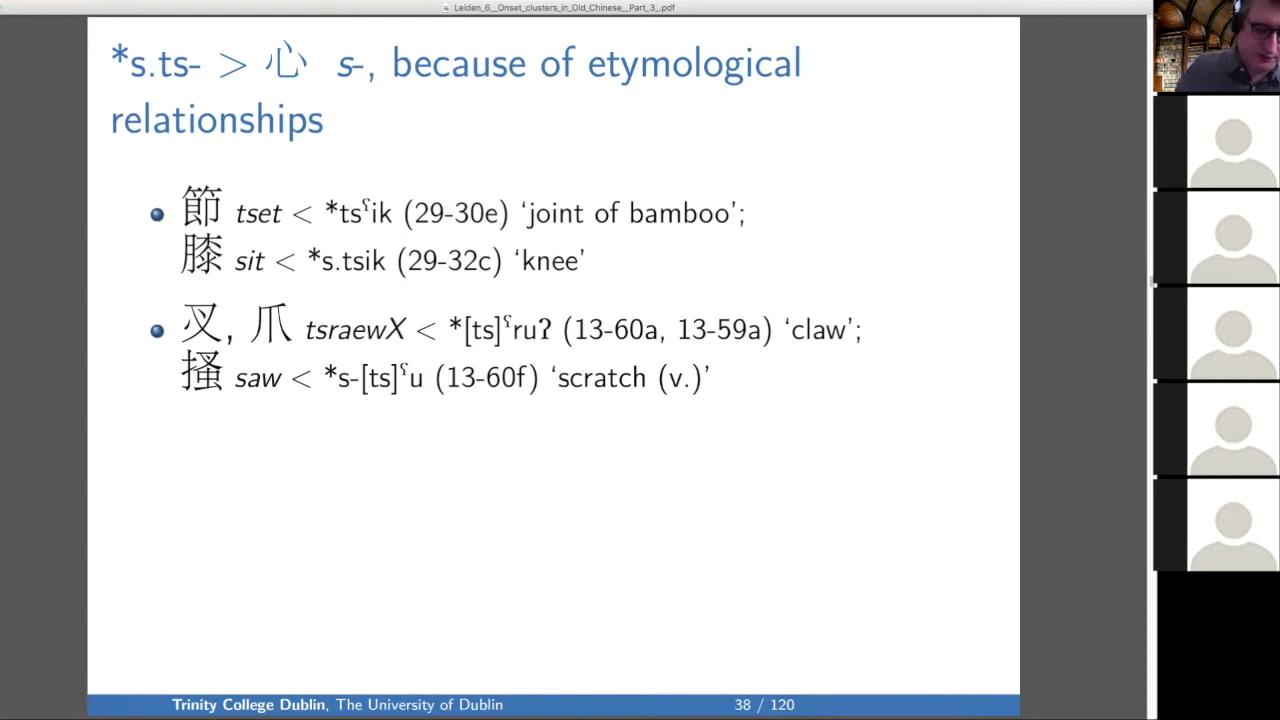 Leiden_6__Onset_clusters_in_Old_Chinese__Part_3_.pdf
*s.ts- > 心 s-, because of etymological
relationships
節 tset < *tsˤik (29-30e) ‘joint of bamboo’;
膝 sit < *s.tsik (29-32c) ‘knee’
叉, 爪 tsraewX < *[ts]ˤruʔ (13-60a, 13-59a) ‘claw’;
搔 saw < *s-[ts]ˤu (13-60f) ‘scratch (v.)’
Trinity College Dublin, The University of Dublin
38 / 120